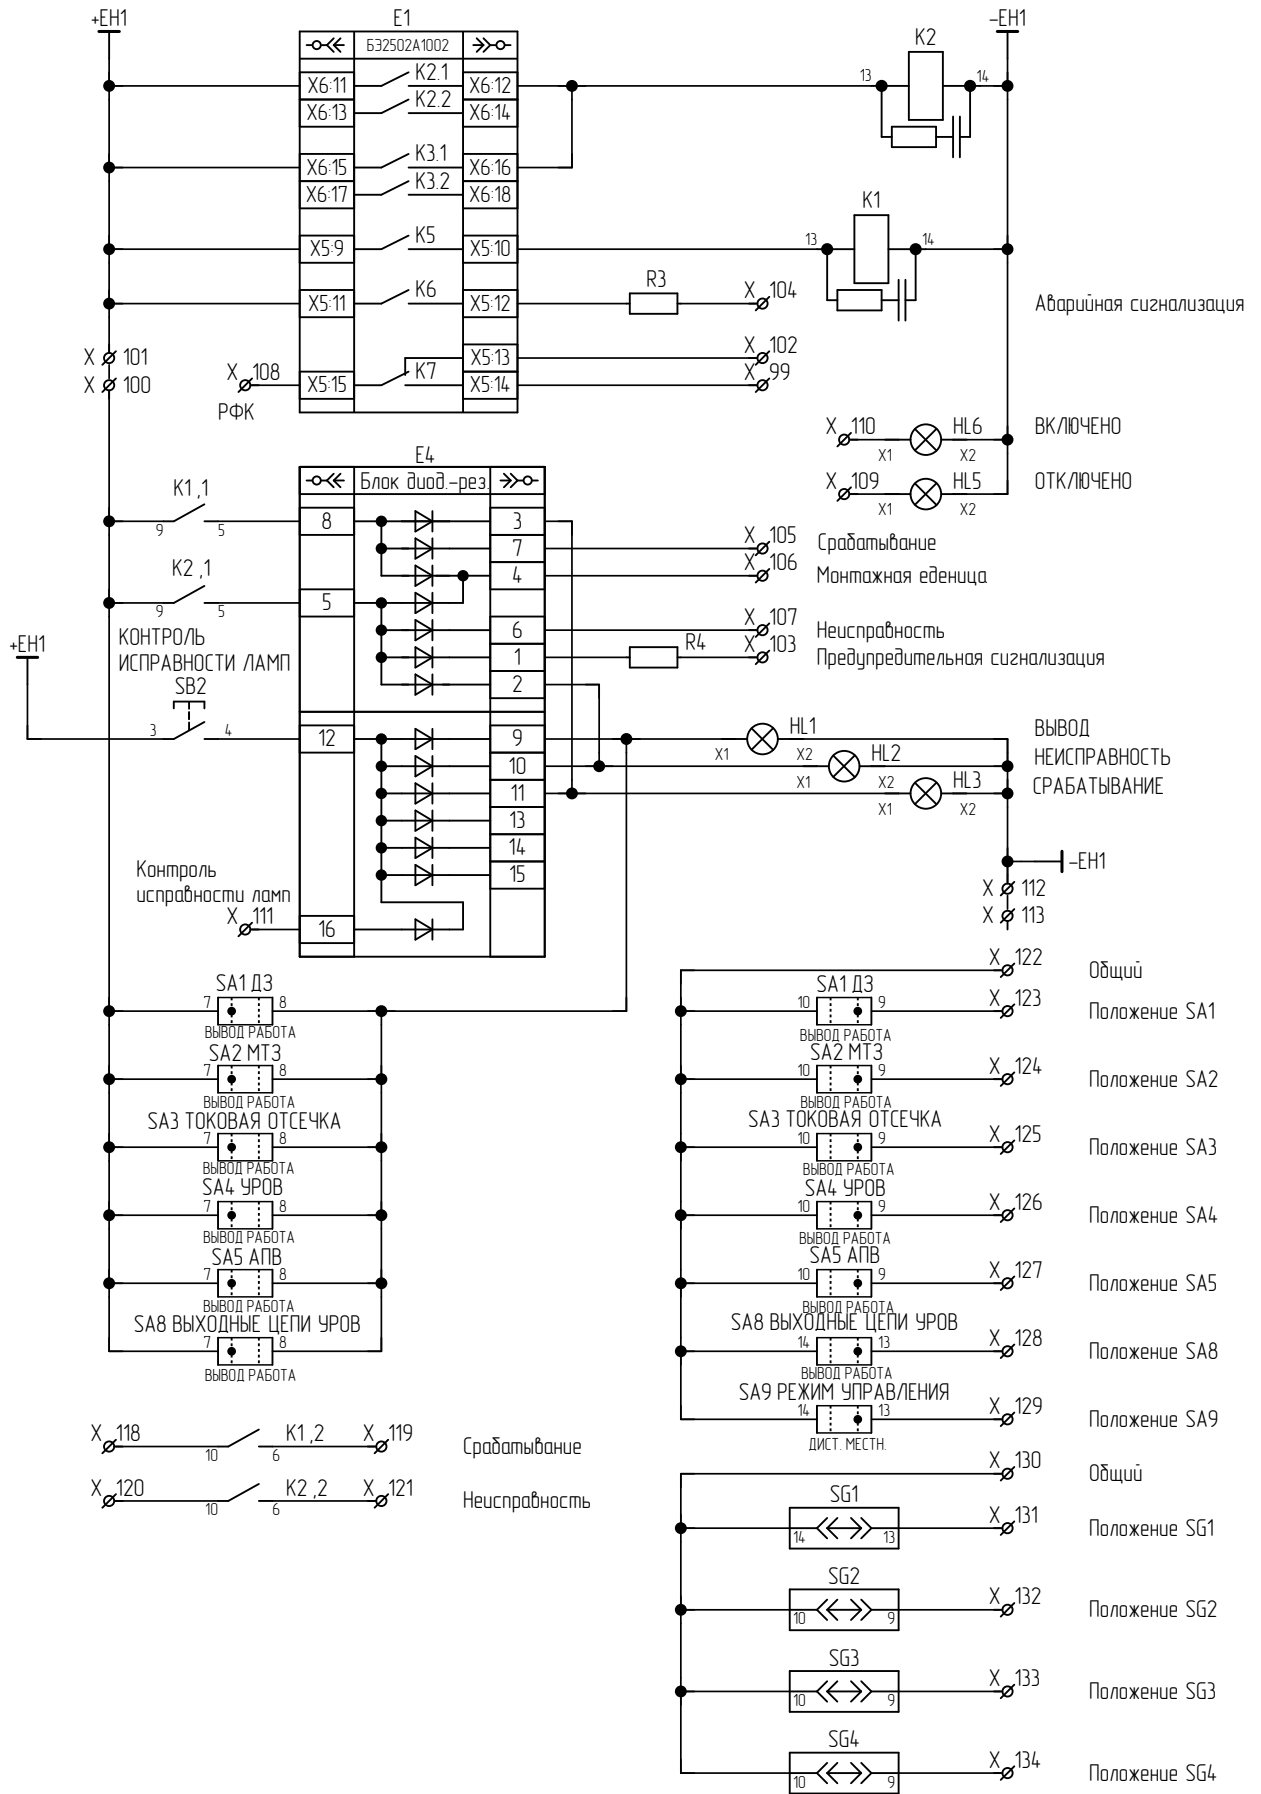 +EH1
E1
-EH1
БЭ2502А1002
K2
X6:11 K2.1 X6:12
13 14
X6:13 K2.2 X6:14
X6:15 K3.1 X6:16
X6:17 K3.2 X6:18
K1
X5:9 K5 X5:10
13 14
X5:11 K6 X5:12
R3
X 104
Аварийная сигнализация
X 101
X5:13
X 102
X 100
X 108
X5:15 K7 X5:14
X 99
РФК
X 110
X1 HL6 X2
ВКЛЮЧЕНО
X 109
X1 HL5 X2
ОТКЛЮЧЕНО
E4
Блок диод.-рез.
K1,1
9 5
8 3
7
X 105
Срабатывание
4
X 106
Монтажная еденица
K2,1
9 5
5
6
X 107
Неисправность
1
R4
X 103
Предупредительная сигнализация
2
+EH1
КОНТРОЛЬ
ИСПРАВНОСТИ ЛАМП
SB2
3 4
12 9
X1 HL1 X2
ВЫВОД
10
X1 HL2 X2
НЕИСПРАВНОСТЬ
11
X1 HL3 X2
СРАБАТЫВАНИЕ
13
14
15
-EH1
X 112
X 113
Контроль
исправности ламп
X 111
16
SA1 ДЗ
7 8
ВЫВОД РАБОТА
SA2 МТЗ
7 8
ВЫВОД РАБОТА
SA3 ТОКОВАЯ ОТСЕЧКА
7 8
ВЫВОД РАБОТА
SA4 УРОВ
7 8
ВЫВОД РАБОТА
SA5 АПВ
7 8
ВЫВОД РАБОТА
SA8 ВЫХОДНЫЕ ЦЕПИ УРОВ
7 8
ВЫВОД РАБОТА
X 118
10 K1,2 6
X 119
Срабатывание
X 120
10 K2,2 6
X 121
Неисправность
X 122
Общий
SA1 ДЗ
10 9
X 123
Положение SA1
ВЫВОД РАБОТА
SA2 МТЗ
10 9
X 124
Положение SA2
ВЫВОД РАБОТА
SA3 ТОКОВАЯ ОТСЕЧКА
10 9
X 125
Положение SA3
ВЫВОД РАБОТА
SA4 УРОВ
10 9
X 126
Положение SA4
ВЫВОД РАБОТА
SA5 АПВ
10 9
X 127
Положение SA5
ВЫВОД РАБОТА
SA8 ВЫХОДНЫЕ ЦЕПИ УРОВ
14 13
X 128
Положение SA8
ВЫВОД РАБОТА
SA9 РЕЖИМ УПРАВЛЕНИЯ
14 13
X 129
Положение SA9
ДИСТ. МЕСТН.
X 130
Общий
SG1
14 13
X 131
Положение SG1
SG2
10 9
X 132
Положение SG2
SG3
10 9
X 133
Положение SG3
SG4
10 9
X 134
Положение SG4